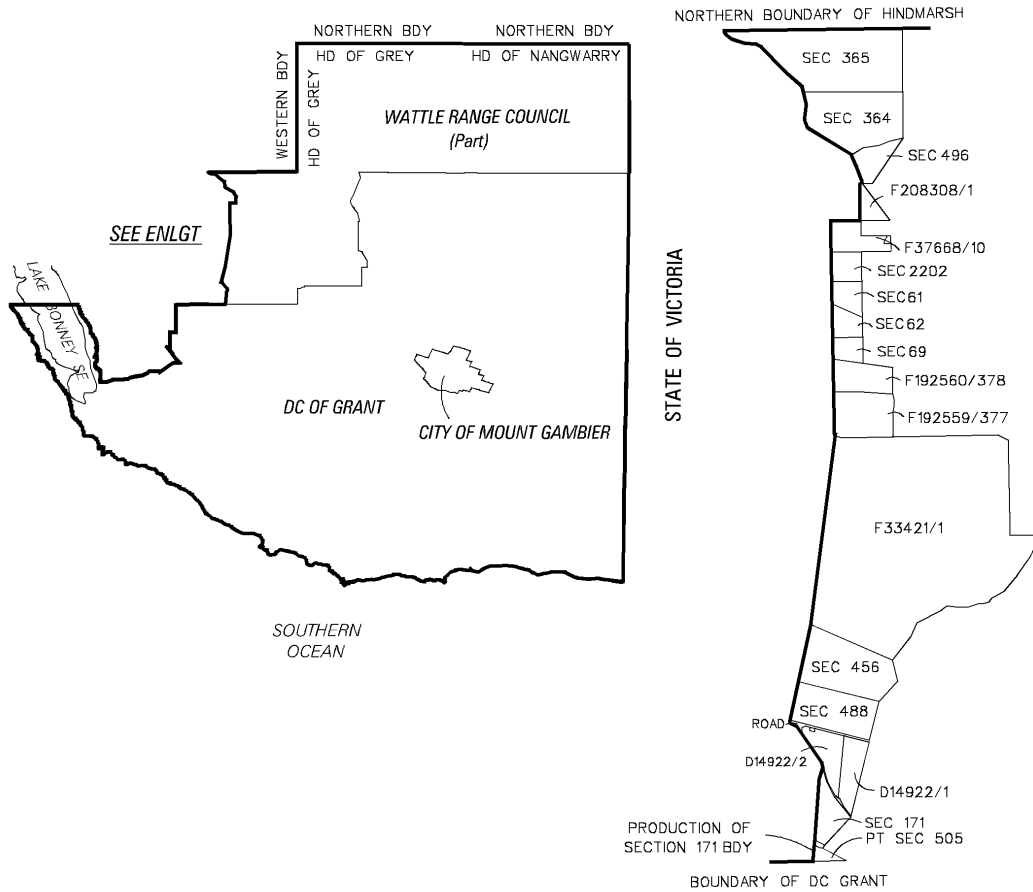 NORTHERN BDY
NORTHERN BDY
HD OF GREY
HD OF NANGWARRY
WESTERN BDY
HD OF GREY
WATTLE RANGE COUNCIL
(Part)
SEE ENLGT
LAKE BONNEY SE
DC OF GRANT
CITY OF MOUNT GAMBIER
STATE OF VICTORIA
SOUTHERN
OCEAN
NORTHERN BOUNDARY OF HINDMARSH
SEC 365
SEC 364
SEC 496
F208308/1
F37668/10
SEC 2202
SEC 61
SEC 62
SEC 69
F192560/378
F192559/377
F33421/1
SEC 456
SEC 488
ROAD
D14922/2
D14922/1
SEC 171
PT SEC 505
PRODUCTION OF
SECTION 171 BDY
BOUNDARY OF DC GRANT